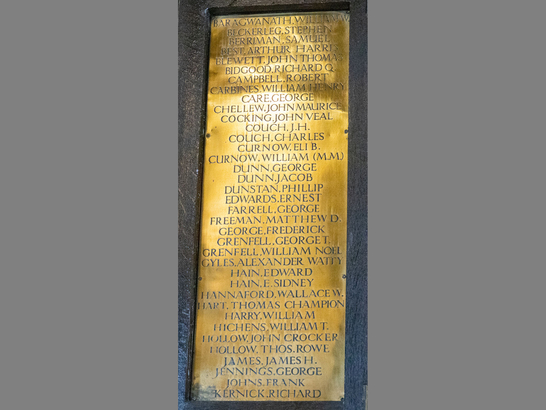 BARAGWANATH, WILLIAM W
BECKERLEG, STEPHEN
BERRIMAN, SAMUEL
BEST, ARTHUR HARRIS
BLEWETT, JOHN THOMAS
BIDGOOD, RICHARD O.
CAMPBELL, ROBERT
CARBINES, WILLIAM HENRY
CARE, GEORGE
CHELLEW, JOHN MAURICE
COCKING, JOHN VEAL
COUCH, J.H.
COUCH, CHARLES
CURNOW, ELI B.
CURNOW, WILLIAM (M.M)
DUNN, GEORGE
DUNN, JACOB
DUNSTAN, PHILLIP
EDWARDS, ERNEST
FARRELL, GEORGE
FREEMAN, MATTHEW D.
GEORGE, FREDERICK
GRENFELL, GEORGE T.
GRENFELL, WILLIAM NOEL
GYLES, ALEXANDER WATTY
HAIN, EDWARD
HAIN, E. SIDNEY
HANNAFORD, WALLACE W.
HART, THOMAS CHAMPION
HARRY, WILLIAM
HICHENS, WILLIAM T.
HOLLOW, JOHN CROCKER
HOLLOW, THOS. ROWE
JAMES, JAMES H.
JENNINGS, GEORGE
JOHNS, FRANK
KERNICK, RICHARD